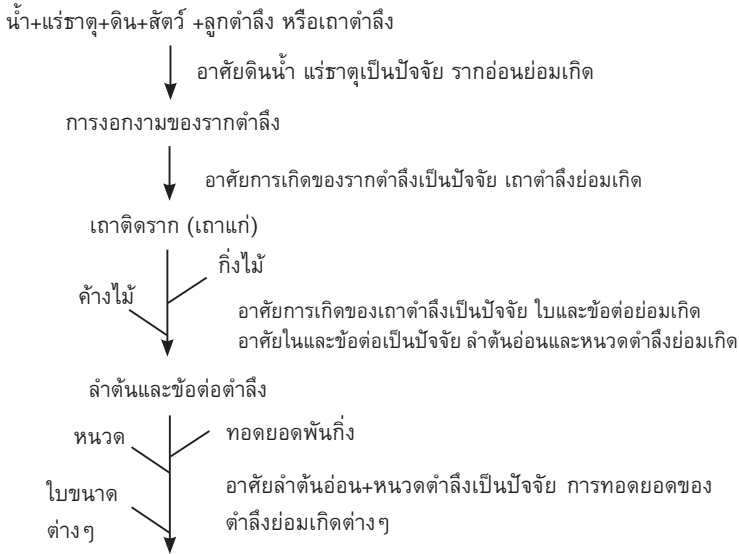 น้ำ+แร่ธาตุ+ดิน+สัตว์ +ลูกตำลึง หรือเถาตำลึง
อาศัยดินน้ำ แร่ธาตุเป็นปัจจัย รากอ่อนย่อมเกิด
การงอกงามของรากตำลึง
อาศัยการเกิดของรากตำลึงเป็นปัจจัย เถาตำลึงย่อมเกิด
เถาติดราก (เถาแก่)
กิ่งไม้
ค้างไม้
อาศัยการเกิดของเถาตำลึงเป็นปัจจัย ใบและข้อต่อย่อมเกิด
อาศัยในและข้อต่อเป็นปัจจัย ลำต้นอ่อนและหนวดตำลึงย่อมเกิด
ลำต้นและข้อต่อตำลึง
หนวด
ทอดยอดพันกิ่ง
ใบขนาด
ต่างๆ
อาศัยลำต้นอ่อน+หนวดตำลึงเป็นปัจจัย การทอดยอดของ
ตำลึงย่อมเกิดต่างๆ